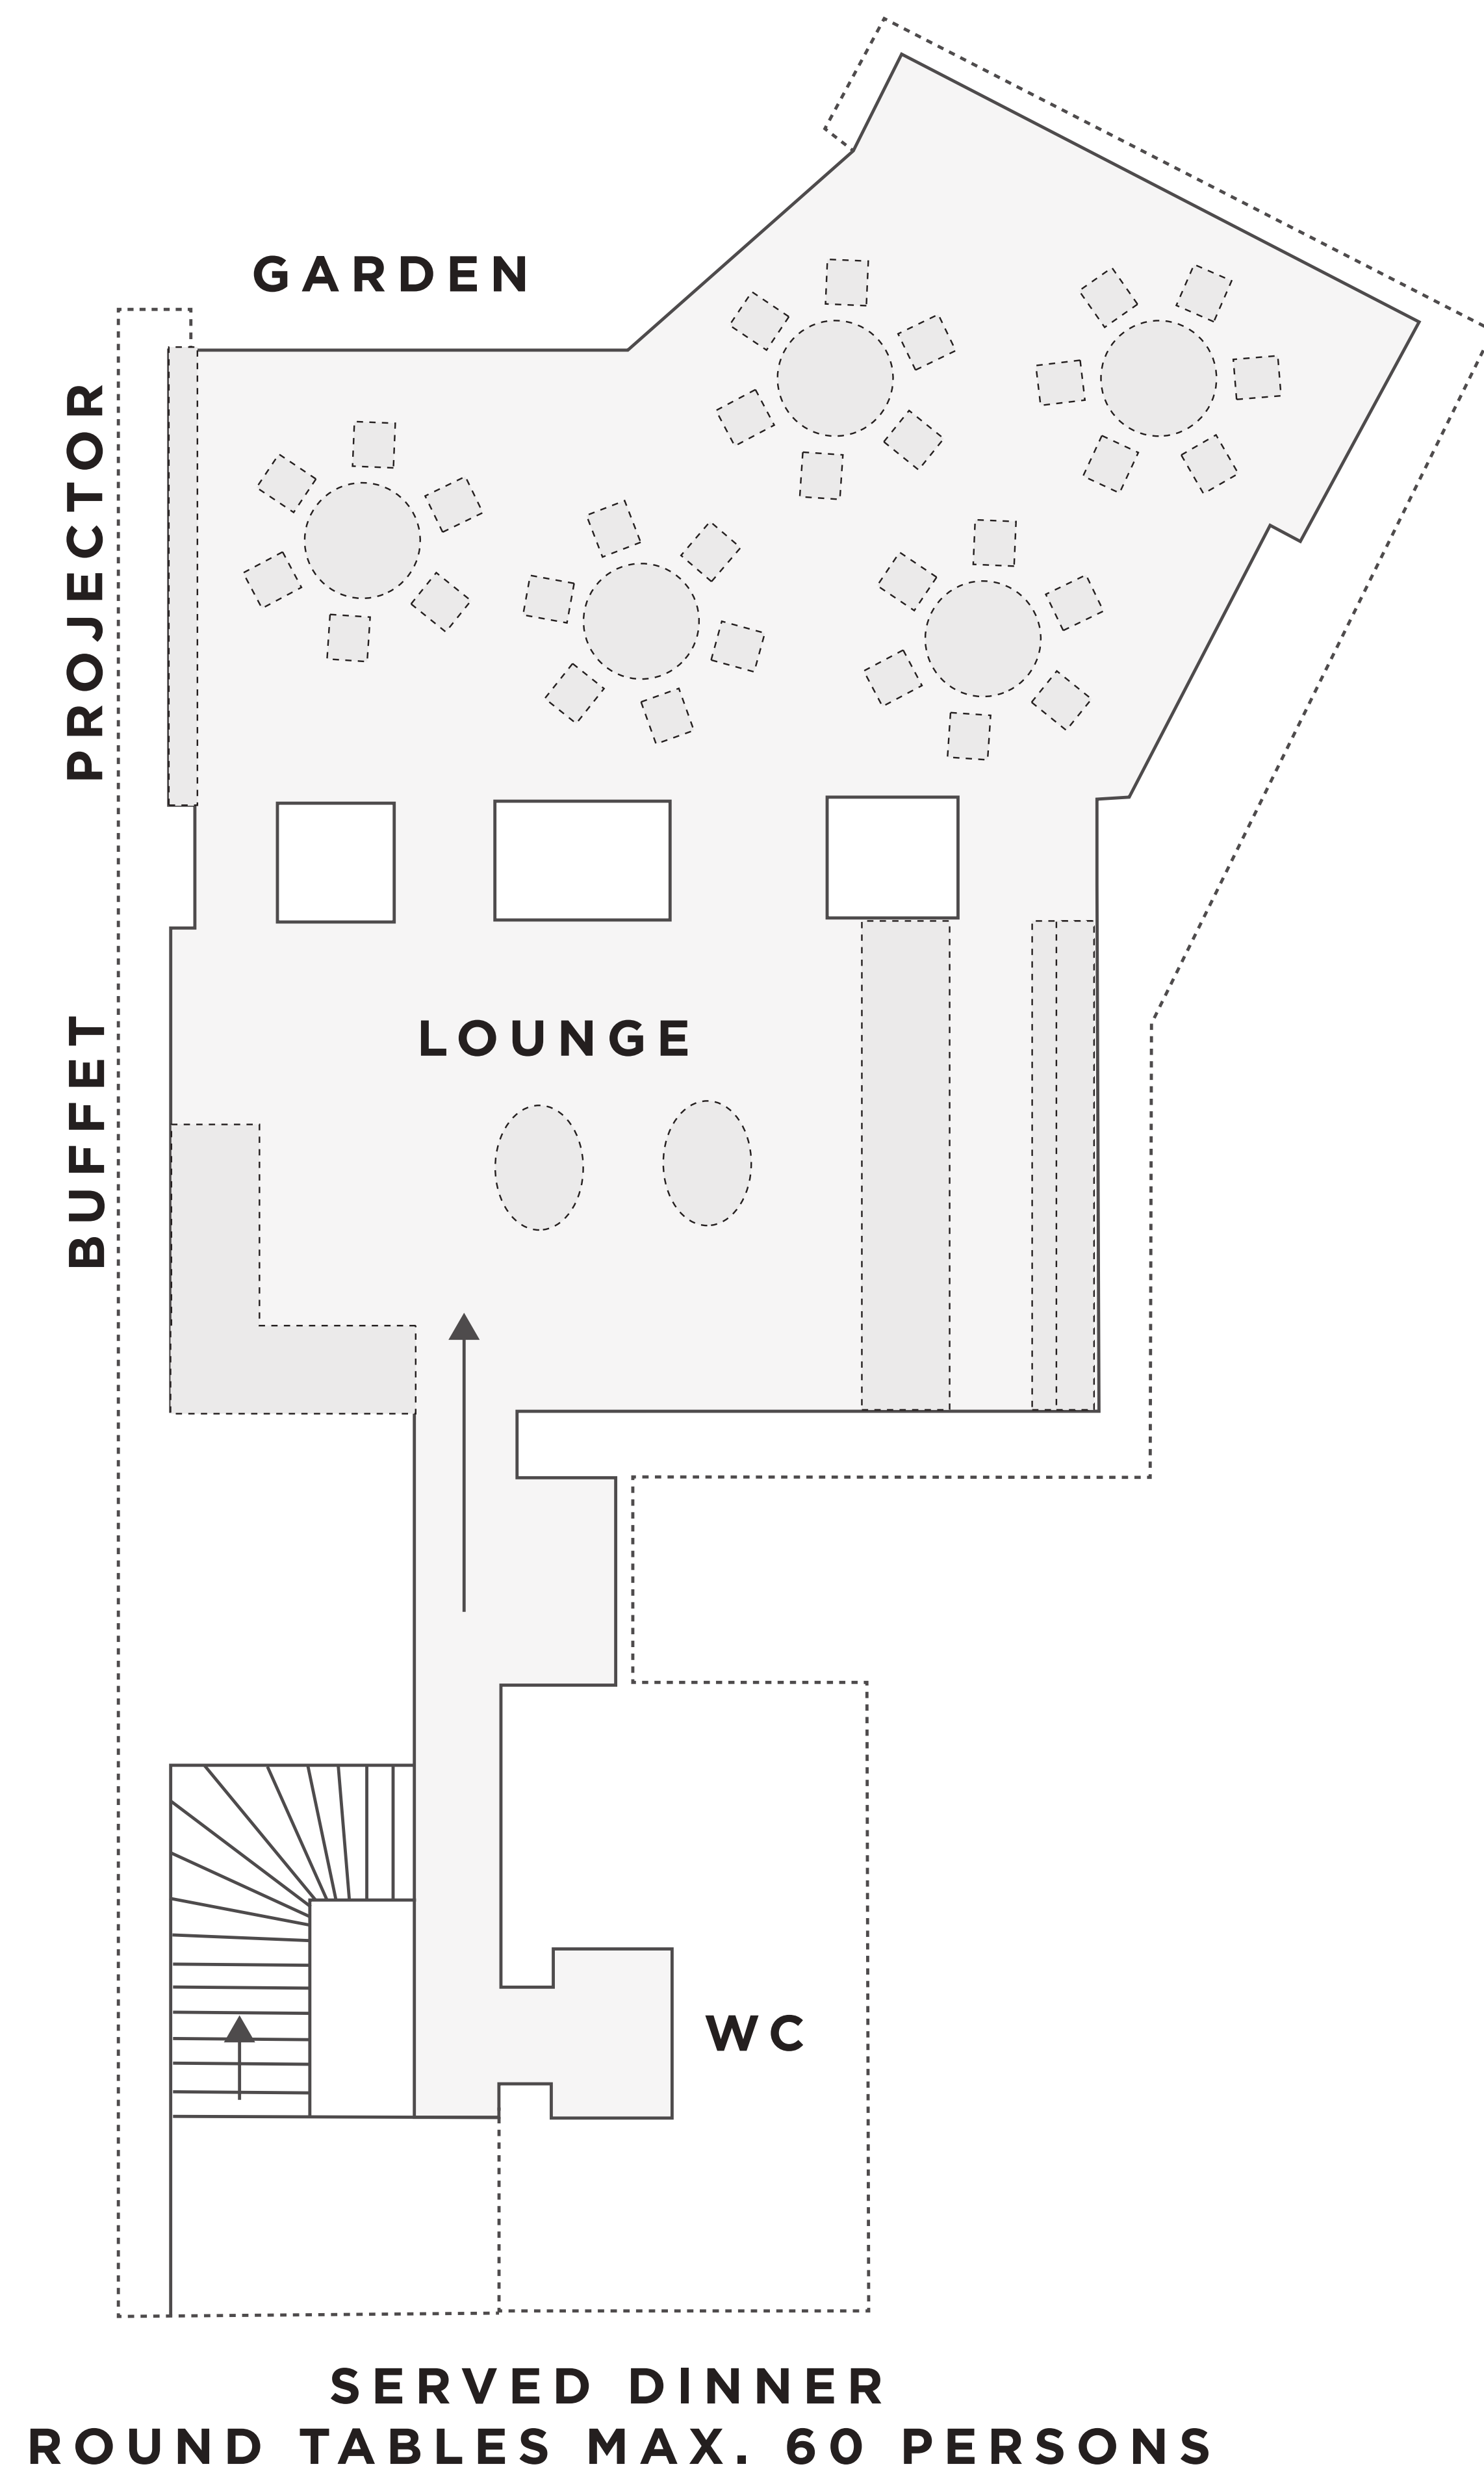 GARDEN
PROJECTOR
BUFFET
LOUNGE
WC
SERVED DINNER
ROUND TABLES MAX. 60 PERSONS